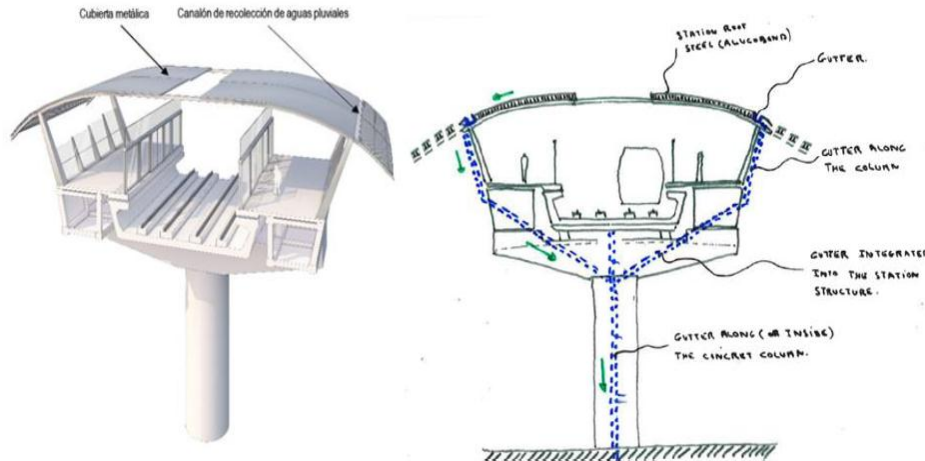 Cubierta metálica
Canalón de recolección de aguas pluviales
STATION ROOF
STEEL (ALUCOBOND)
GUTTER.
GUTTER ALONG
THE COLUMN
GUTTER INTEGRATED
INTO THE STATION
STRUCTURE.
GUTTER ALONG (OR INSIDE)
THE CONCRET COLUMN.